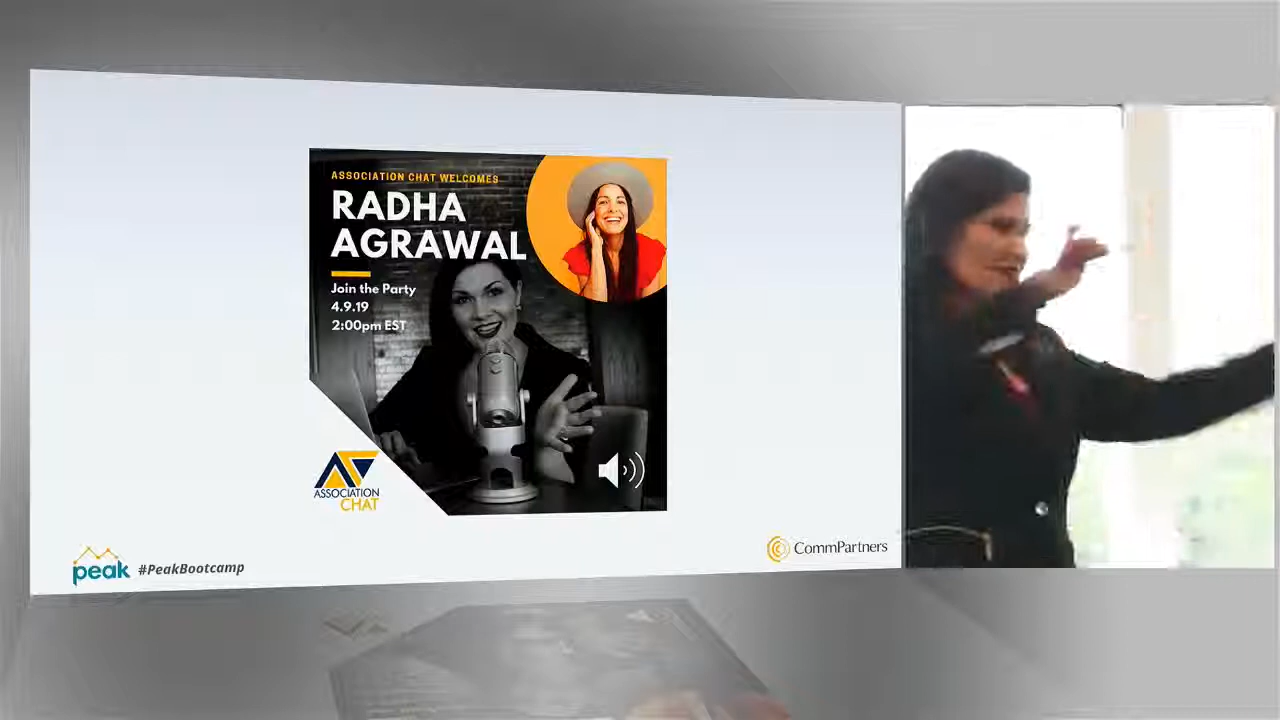 ASSOCIATION CHAT WELCOMES
RADHA
AGRAWAL
Join the Party
4.9.19
2:00pm EST
ASSOCIATION
CHAT
peak #PeakBootcamp
CommPartners